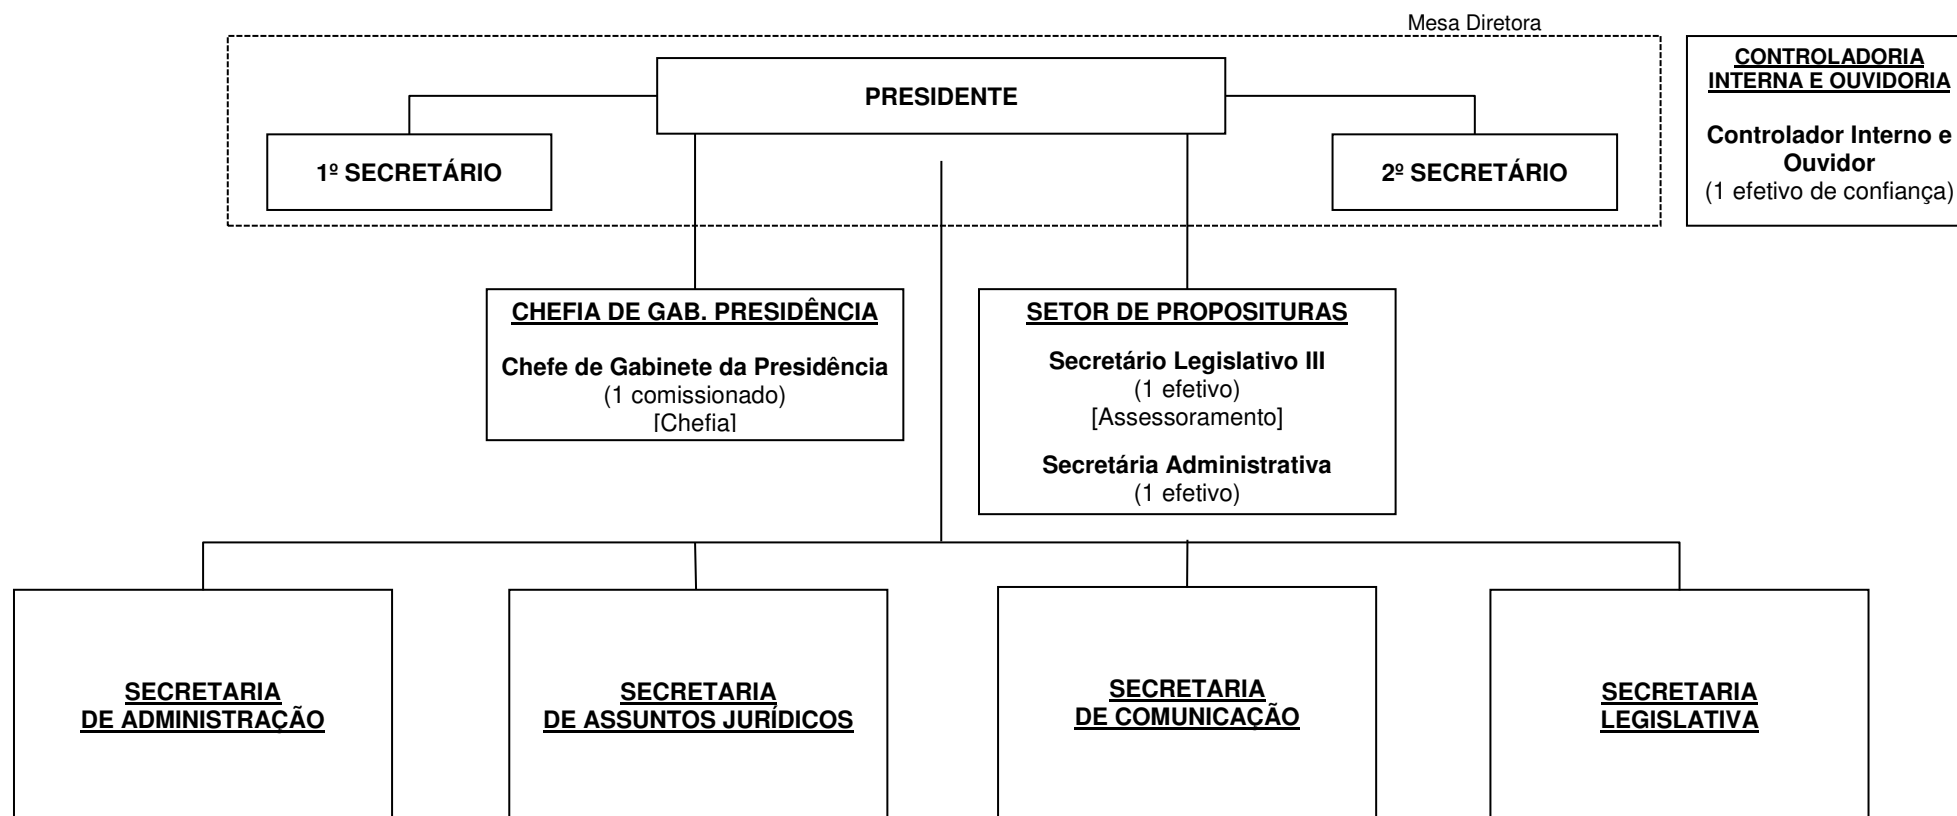 Mesa Diretora
PRESIDENTE
1º SECRETÁRIO
2º SECRETÁRIO
CONTROLADORIA
INTERNA E OUVIDORIA
Controlador Interno e
Ouvidor
(1 efetivo de confiança)
CHEFIA DE GAB. PRESIDÊNCIA
Chefe de Gabinete da Presidência
(1 comissionado)
[Chefia]
SETOR DE PROPOSITURAS
Secretário Legislativo III
(1 efetivo)
[Assessoramento]
Secretária Administrativa
(1 efetivo)
SECRETARIA
DE ADMINISTRAÇÃO
SECRETARIA
DE ASSUNTOS JURÍDICOS
SECRETARIA
DE COMUNICAÇÃO
SECRETARIA
LEGISLATIVA